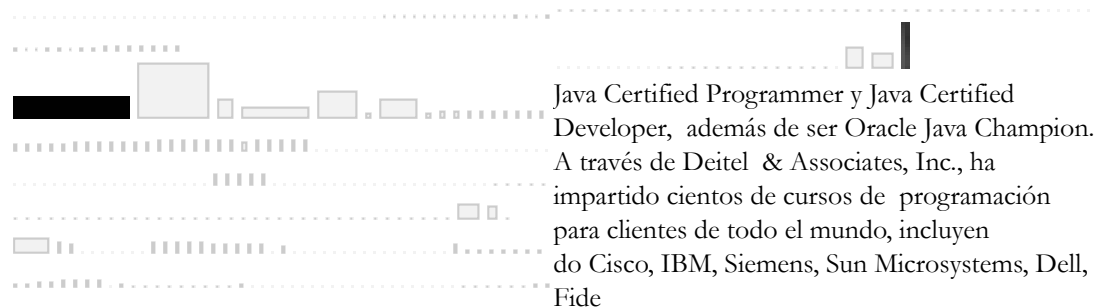 Java Certified Programmer y Java Certified
Developer, además de ser Oracle Java Champion.
A través de Deitel & Associates, Inc., ha
impartido cientos de cursos de programación
para clientes de todo el mundo, incluyen
do Cisco, IBM, Siemens, Sun Microsystems, Dell,
Fide